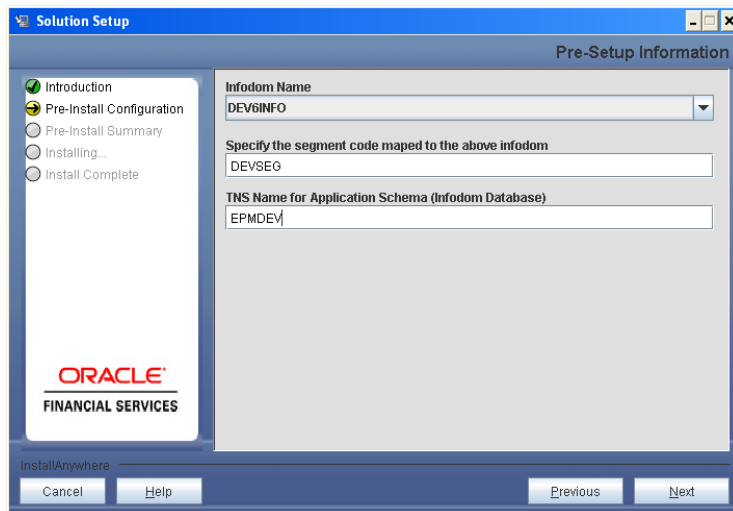 Solution Setup
Pre-Setup Information
Introduction
Pre-Install Configuration
Pre-Install Summary
Installing...
Install Complete
ORACLE
FINANCIAL SERVICES
Infodom Name
DEV6INFO
Specify the segment code maped to the above infodom
DEVSEG
TNS Name for Application Schema (Infodom Database)
EPMDEV
InstallAnywhere
Cancel
Help
Previous
Next